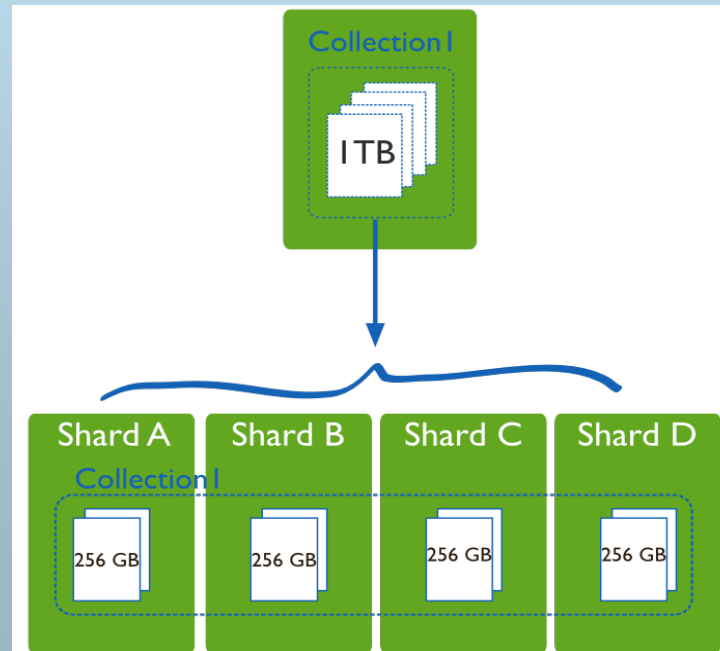 Collection1
1TB
Shard A
Shard B
Shard C
Shard D
Collection1
256 GB
256 GB
256 GB
256 GB